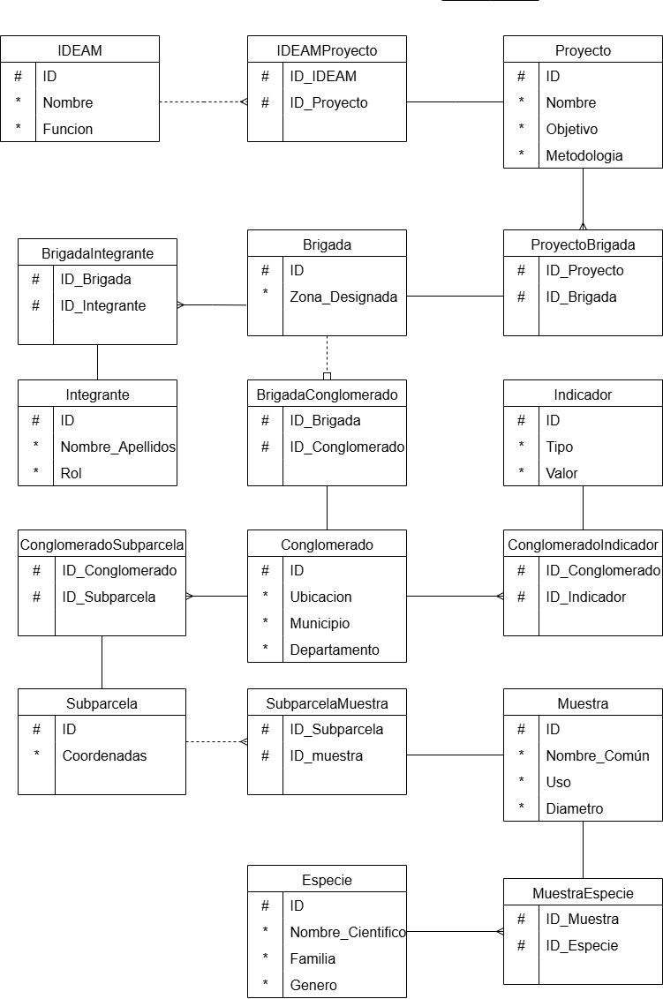 IDEAM
# ID
* Nombre
* Funcion
IDEAMProyecto
# ID_IDEAM
# ID_Proyecto
Proyecto
# ID
* Nombre
* Objetivo
* Metodologia
BrigadaIntegrante
# ID_Brigada
# ID_Integrante
Brigada
# ID
* Zona_Designada
ProyectoBrigada
# ID_Proyecto
# ID_Brigada
Integrante
# ID
* Nombre_Apellidos
* Rol
BrigadaConglomerado
# ID_Brigada
# ID_Conglomerado
Indicador
# ID
* Tipo
* Valor
ConglomeradoSubparcela
# ID_Conglomerado
# ID_Subparcela
Conglomerado
# ID
* Ubicacion
* Municipio
* Departamento
ConglomeradoIndicador
# ID_Conglomerado
# ID_Indicador
Subparcela
# ID
* Coordenadas
SubparcelaMuestra
# ID_Subparcela
# ID_muestra
Muestra
# ID
* Nombre_Común
* Uso
* Diametro
Especie
# ID
* Nombre_Cientifico
* Familia
* Genero
MuestraEspecie
# ID_Muestra
# ID_Especie